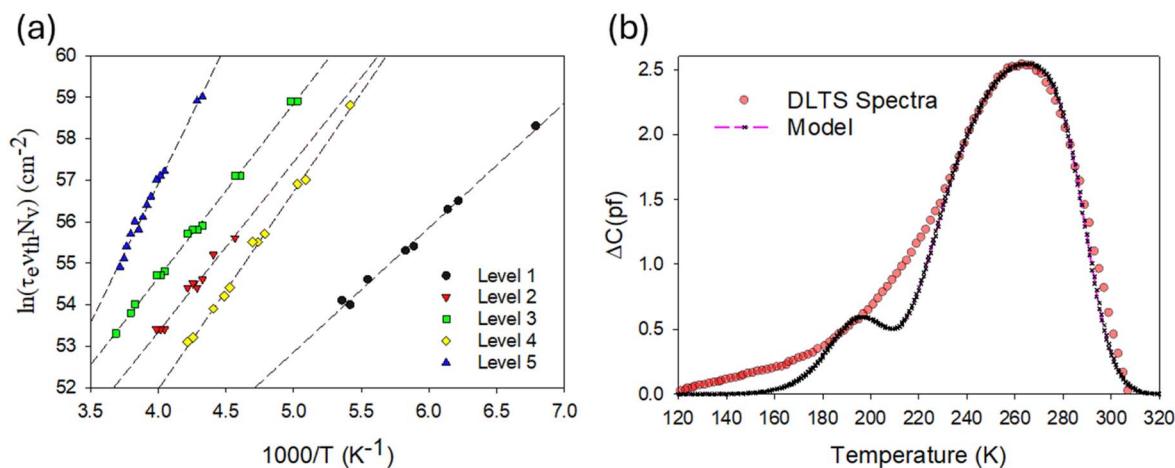 (a)
60
59
58
57
56
55
54
53
52
ln(τₑνₜₕNᵥ) (cm⁻²)
Level 1
Level 2
Level 3
Level 4
Level 5
3.5 4.0 4.5 5.0 5.5 6.0 6.5 7.0
1000/T (K⁻¹)
(b)
2.5
2.0
1.5
1.0
0.5
0.0
ΔC(pf)
DLTS Spectra
Model
120 140 160 180 200 220 240 260 280 300 320
Temperature (K)